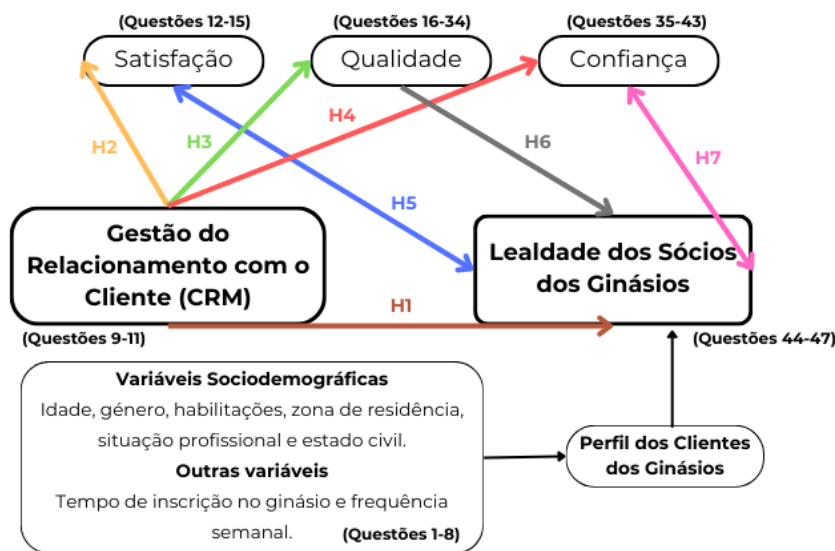 (Questões 12-15)
(Questões 16-34)
(Questões 35-43)
Satisfação
Qualidade
Confiança
H2
H3
H4
H5
H6
H7
Gestão do
Relacionamento com o
Cliente (CRM)
Lealdade dos Sócios
dos Ginásios
H1
(Questões 9-11)
(Questões 44-47)
Variáveis Sociodemográficas
Idade, género, habilitações, zona de residência,
situação profissional e estado civil.
Outras variáveis
Tempo de inscrição no ginásio e frequência
semanal.
(Questões 1-8)
Perfil dos Clientes
dos Ginásios